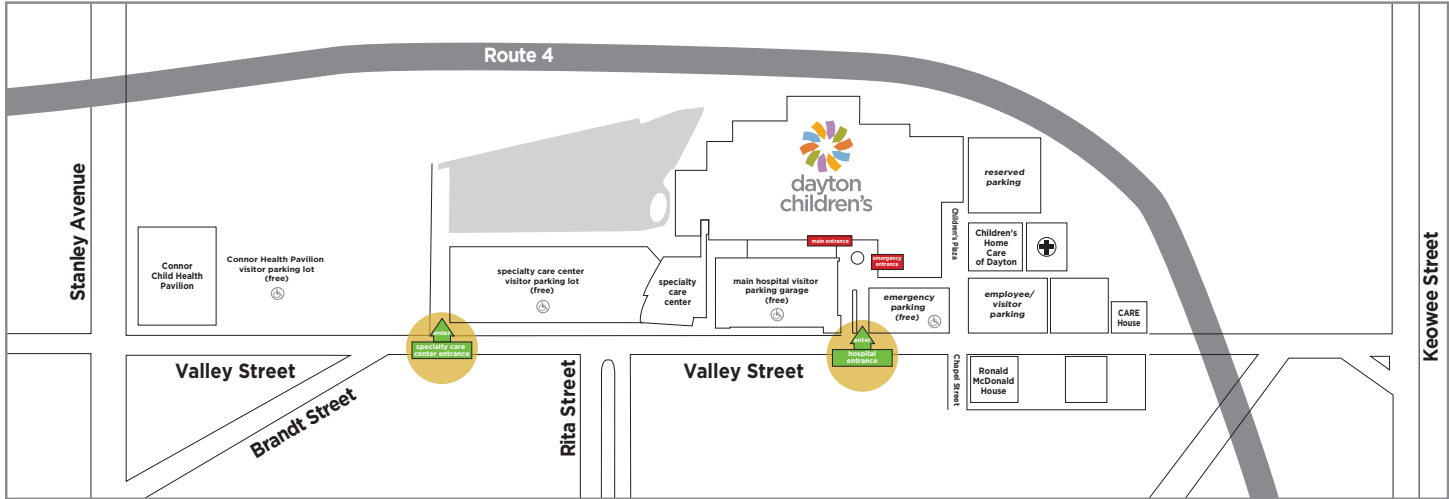 Route 4
Stanley Avenue
Connor
Child Health
Pavilion
Connor Health Pavilion
visitor parking lot
(free)
specialty care center
visitor parking lot
(free)
specialty
care
center
dayton
children's
main entrance
emergency
entrance
main hospital visitor
parking garage
(free)
emergency
parking
(free)
Children's Plaza
reserved
parking
Children's
Home
Care
of Dayton
employee/
visitor
parking
CARE
House
Keowee Street
enter
specialty care
center entrance
enter
hospital
entrance
Valley Street
Brandt Street
Rita Street
Valley Street
Chapel Street
Ronald
McDonald
House